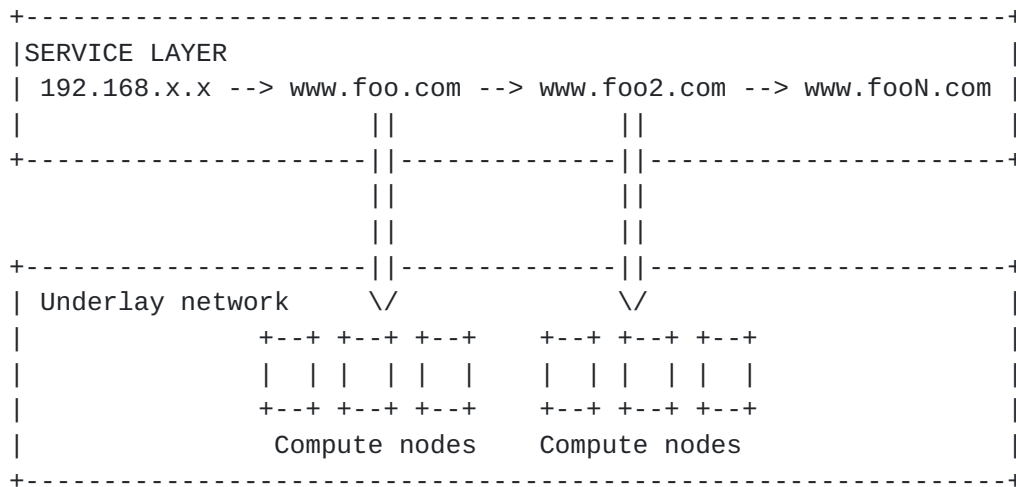 SERVICE LAYER
192.168.x.x --> www.foo.com --> www.foo2.com --> www.fooN.com
Underlay network
Compute nodes Compute nodes